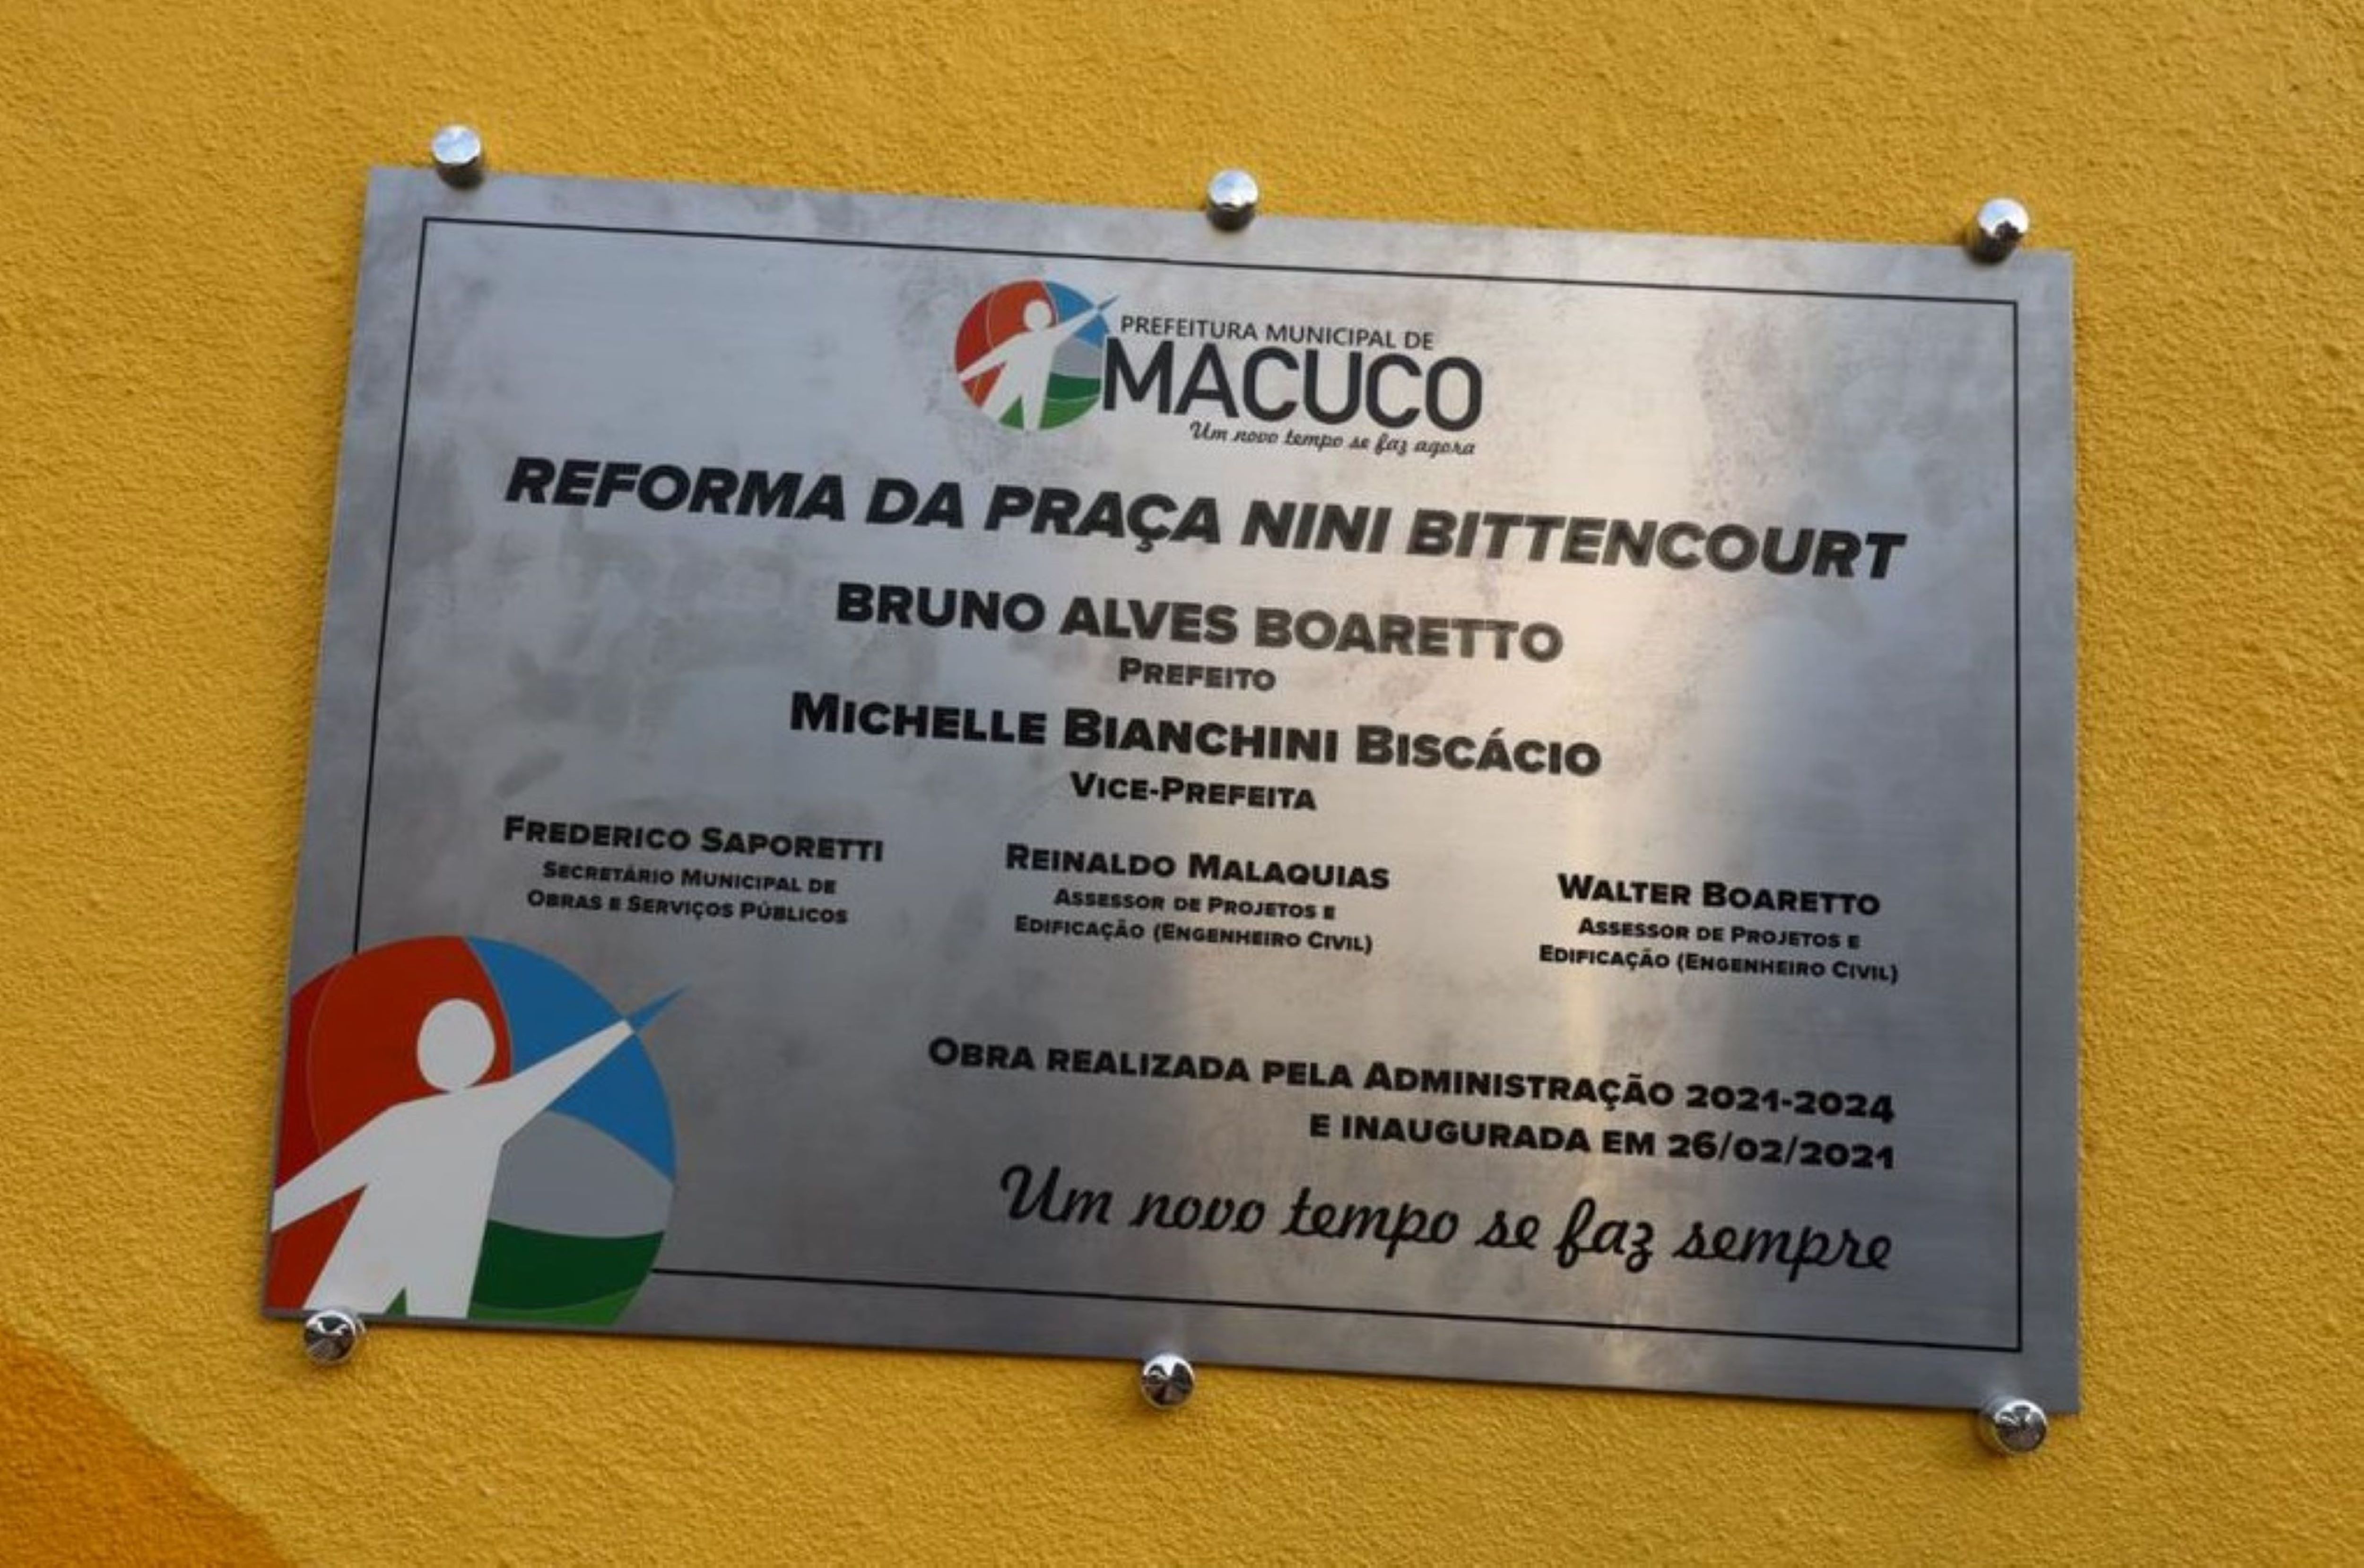 PREFEITURA MUNICIPAL DE
MACUCO
Um novo tempo se faz agora
REFORMA DA PRAÇA NINI BITTENCOURT
BRUNO ALVES BOARETTO
PREFEITO
MICHELLE BIANCHINI BISCÁCIO
VICE-PREFEITA
FREDERICO SAPORETTI
SECRETÁRIO MUNICIPAL DE
OBRAS E SERVIÇOS PÚBLICOS
REINALDO MALAQUIAS
ASSESSOR DE PROJETOS E
EDIFICAÇÃO (ENGENHEIRO CIVIL)
WALTER BOARETTO
ASSESSOR DE PROJETOS E
EDIFICAÇÃO (ENGENHEIRO CIVIL)
OBRA REALIZADA PELA ADMINISTRAÇÃO 2021-2024
E INAUGURADA EM 26/02/2021
Um novo tempo se faz sempre